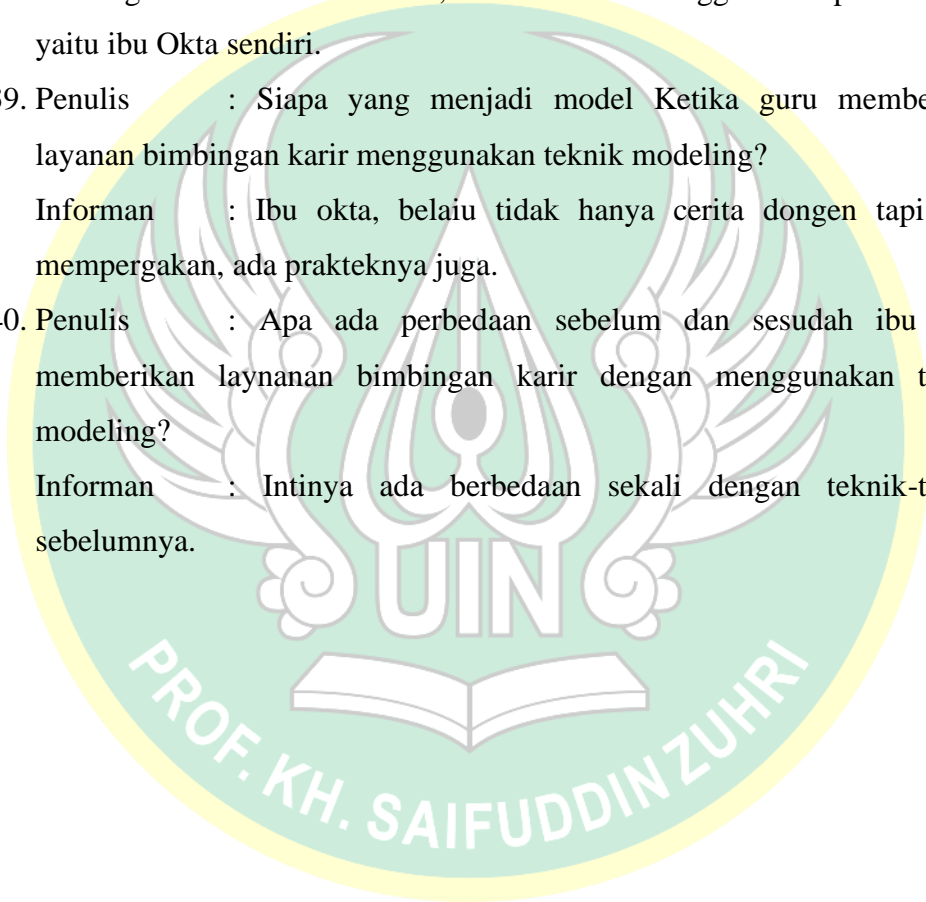 yaitu ibu Okta sendiri.
39. Penulis : Siapa yang menjadi model Ketika guru
layanan bimbingan karir menggunakan teknik modeling?
Informan : Ibu okta, belaiu tidak hanya cerita dongen tapi
mempergakan, ada prakteknya juga.
40. Penulis : Apa ada perbedaan sebelum dan sesudah ibu
memberikan laynanan bimbingan karir dengan menggunakan
modeling?
Informan : Intinya ada berbedaan sekali dengan
sebelumnya.
UIN
PROF. KH. SAIFUDDIN ZUHRI